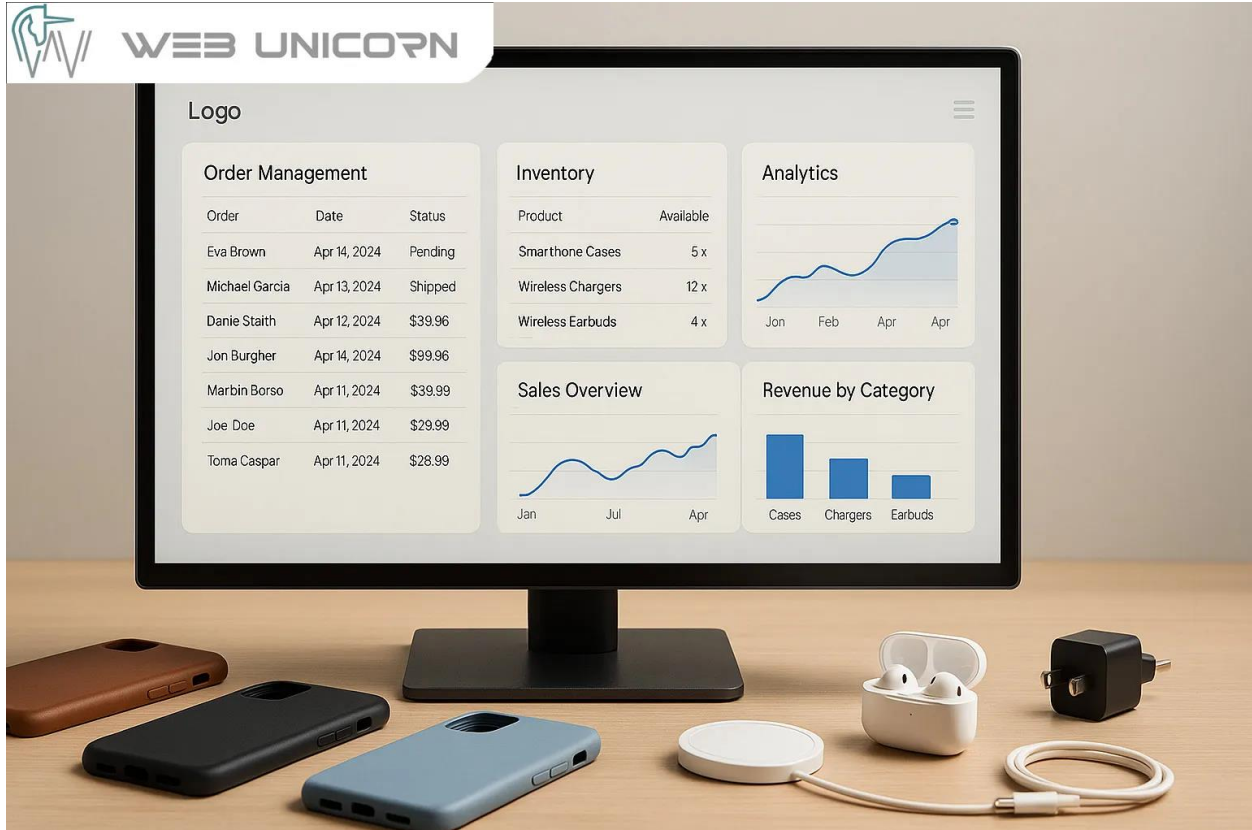 WEB UNICORN
Logo
Order Management
Order Date Status
Eva Brown Apr 14, 2024 Pending
Michael Garcia Apr 13, 2024 Shipped
Danie Staith Apr 12, 2024 $39.96
Jon Burgher Apr 14, 2024 $99.96
Marbin Borso Apr 11, 2024 $39.99
Joe Doe Apr 11, 2024 $29.99
Toma Caspar Apr 11, 2024 $28.99
Inventory
Product Available
Smarthone Cases 5 x
Wireless Chargers 12 x
Wireless Earbuds 4 x
Analytics
Jon Feb Apr Apr
Sales Overview
Jan Jul Apr
Revenue by Category
Cases Chargers Earbuds